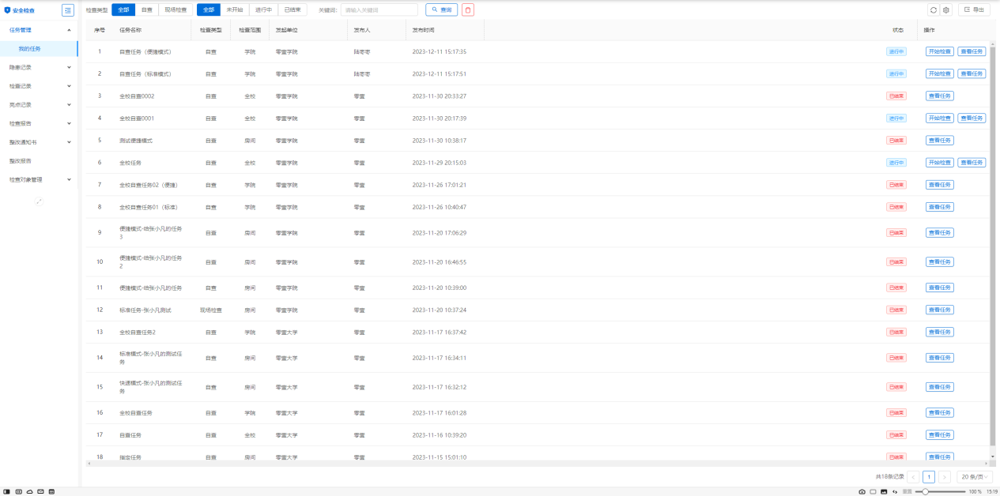 安全检查
检查类型 全部 自查 现场检查 全部 未开始 进行中 已结束 关键词: 请输入关键词 查询 导出
任务管理
我的任务
隐患记录
检查记录
亮点记录
检查报告
整改通知书
整改报告
检查对象管理
序号 任务名称 检查类型 检查范围 发起单位 发布人 发布时间 状态 操作
1 自查任务（便捷模式） 自查 学院 零壹学院 陆枣枣 2023-12-11 15:17:35 进行中 开始检查 查看任务
2 自查任务（标准模式） 自查 学院 零壹学院 陆枣枣 2023-12-11 15:17:51 进行中 开始检查 查看任务
3 全校自查0002 自查 全校 零壹学院 零壹 2023-11-30 20:33:27 已结束 查看任务
4 全校自查0001 自查 全校 零壹学院 零壹 2023-11-30 20:17:39 进行中 开始检查 查看任务
5 测试便捷模式 自查 房间 零壹学院 零壹 2023-11-30 10:38:17 已结束 查看任务
6 全校任务 自查 全校 零壹学院 零壹 2023-11-29 20:15:03 进行中 开始检查 查看任务
7 全校自查任务02（便捷） 自查 学院 零壹学院 零壹 2023-11-26 17:01:21 已结束 查看任务
8 全校自查任务01（标准） 自查 学院 零壹学院 零壹 2023-11-26 10:40:47 已结束 查看任务
9 便捷模式-给张小凡的任务
3 自查 房间 零壹学院 零壹 2023-11-20 17:06:29 已结束 查看任务
10 便捷模式-给张小凡的任务
2 自查 房间 零壹学院 零壹 2023-11-20 16:46:55 已结束 查看任务
11 便捷模式-给张小凡的任务 自查 房间 零壹学院 零壹 2023-11-20 10:39:00 已结束 查看任务
12 标准任务-张小凡测试 现场检查 房间 零壹学院 零壹 2023-11-20 10:37:24 已结束 查看任务
13 全校自查任务2 自查 学院 零壹大学 零壹 2023-11-17 16:37:42 已结束 查看任务
14 标准模式-张小凡的测试任
务 自查 房间 零壹大学 零壹 2023-11-17 16:34:11 已结束 查看任务
15 快速模式-张小凡的测试任
务 自查 房间 零壹大学 零壹 2023-11-17 16:32:12 已结束 查看任务
16 全校自查任务 自查 学院 零壹大学 零壹 2023-11-17 16:01:28 已结束 查看任务
17 自查任务 自查 全校 零壹大学 零壹 2023-11-16 10:39:20 已结束 查看任务
18 指定任务 自查 房间 零壹大学 零壹 2023-11-15 15:01:10 已结束 查看任务
共18条记录 1 20 条/页
100 % 15:19